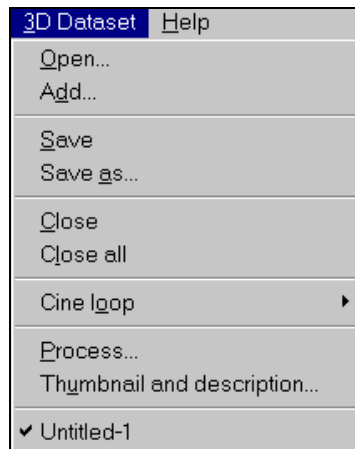 3D Dataset Help
Open...
Add...
Save
Save as...
Close
Close all
Cine loop
Process...
Thumbnail and description...
Untitled-1